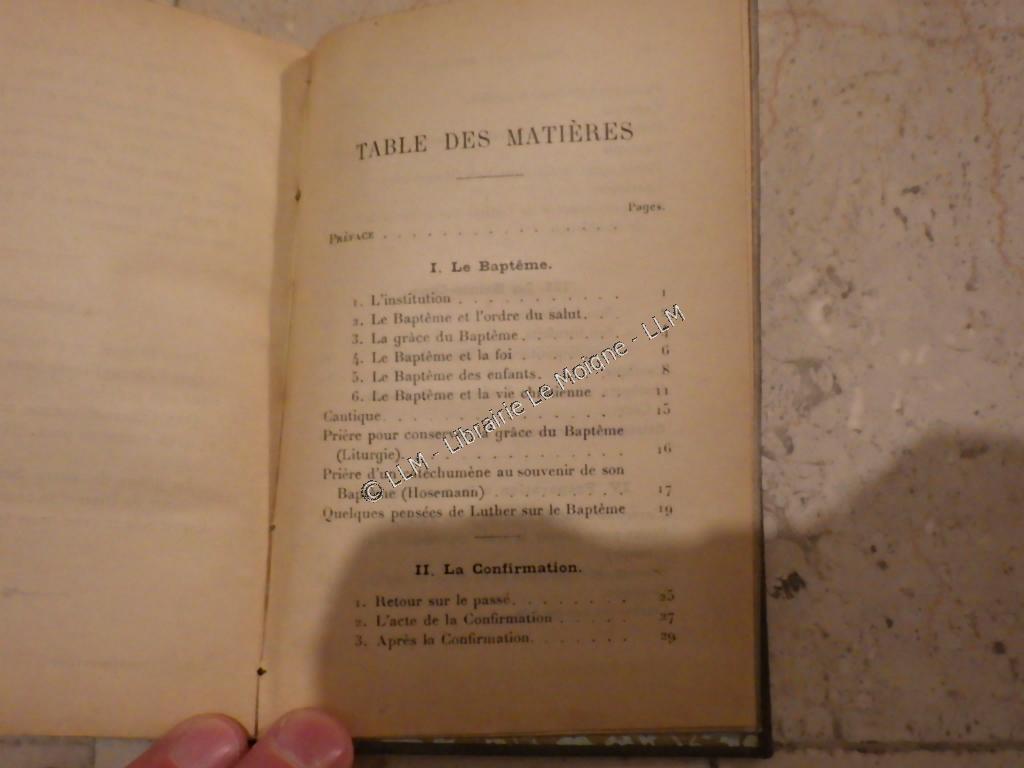 TABLE DES MATIÈRES
Pages.
PRÉFACE . . . . . . . . . . . . . . . .
I. Le Baptême.
1. L'institution . . . . . . . . . . . 1
2. Le Baptême et l'ordre du salut. . .
3. La grâce du Baptême. . . . . . .
4. Le Baptême et la foi . . . . . . . 6
5. Le Baptême des enfants. . . . . . 8
6. Le Baptême et la vie chrétienne . . 11
Cantique. . . . . . . . . . . . . 15
Prière pour conserver grâce du Baptême
(Liturgie). . . . . . . . . . . . . 16
Prière d'un catéchumène au souvenir de son
Baptême (Hosemann) . . . . . . . . 17
Quelques pensées de Luther sur le Baptême 19
II. La Confirmation.
1. Retour sur le passé. . . . . . . . 25
2. L'acte de la Confirmation . . . . . 27
3. Après la Confirmation. . . . . . . 29
© LLM - Librairie Le Moigne - LLM